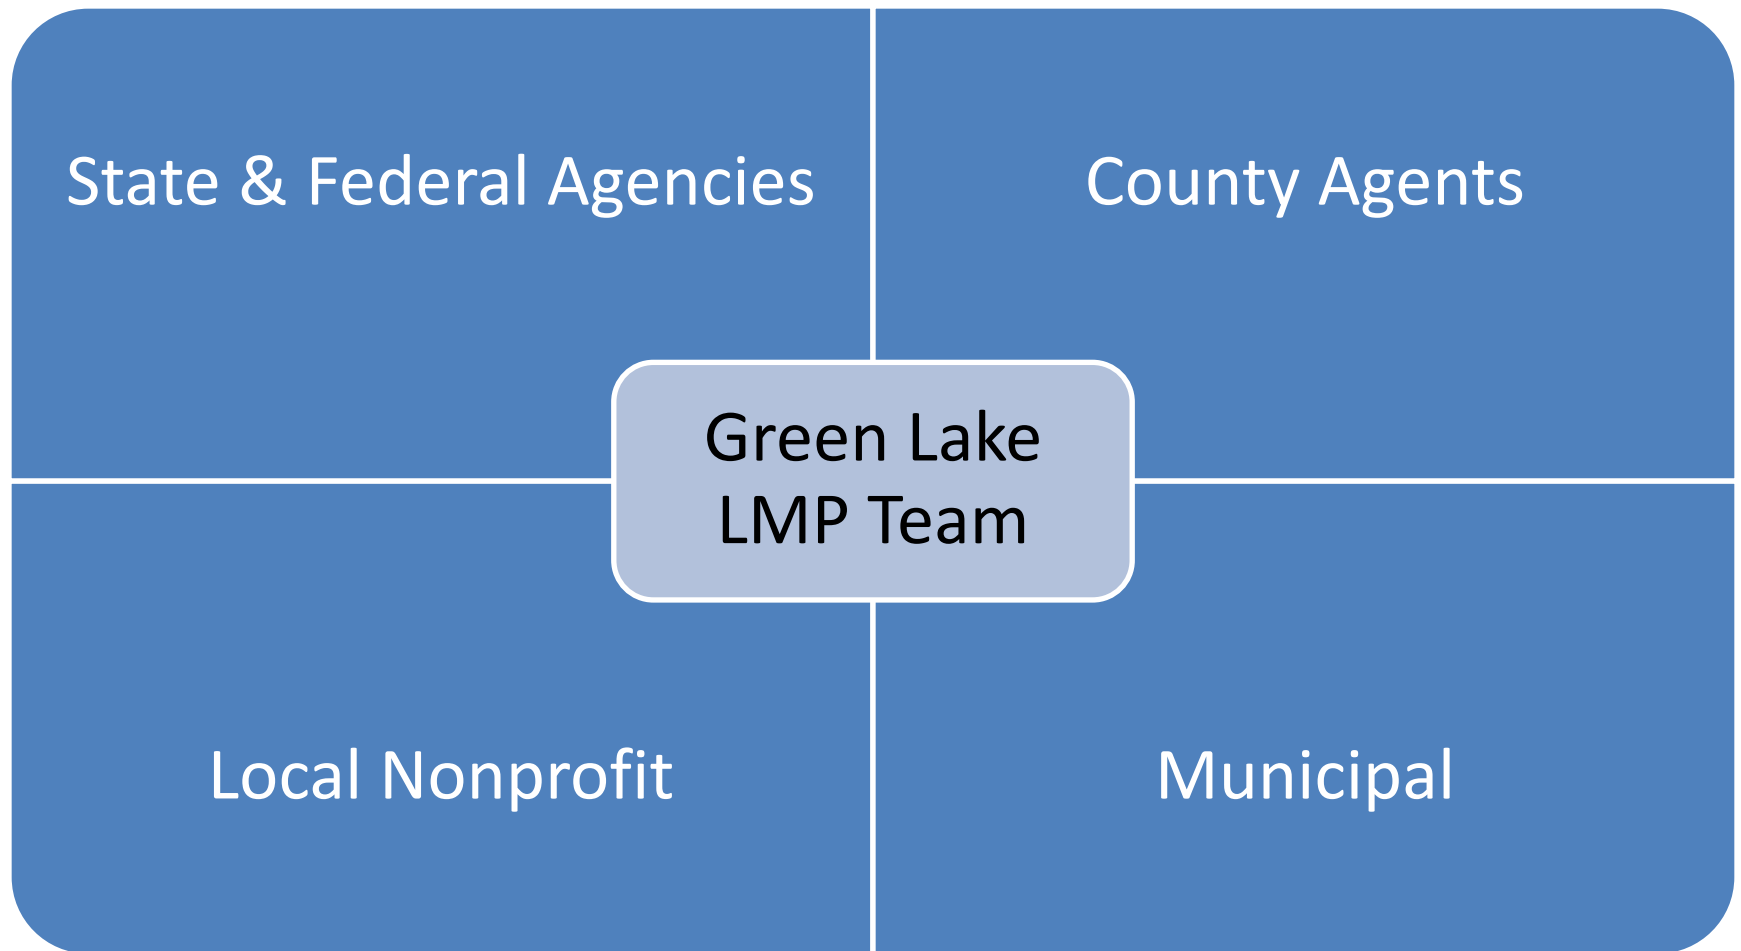 State & Federal Agencies
County Agents
Green Lake
LMP Team
Local Nonprofit
Municipal